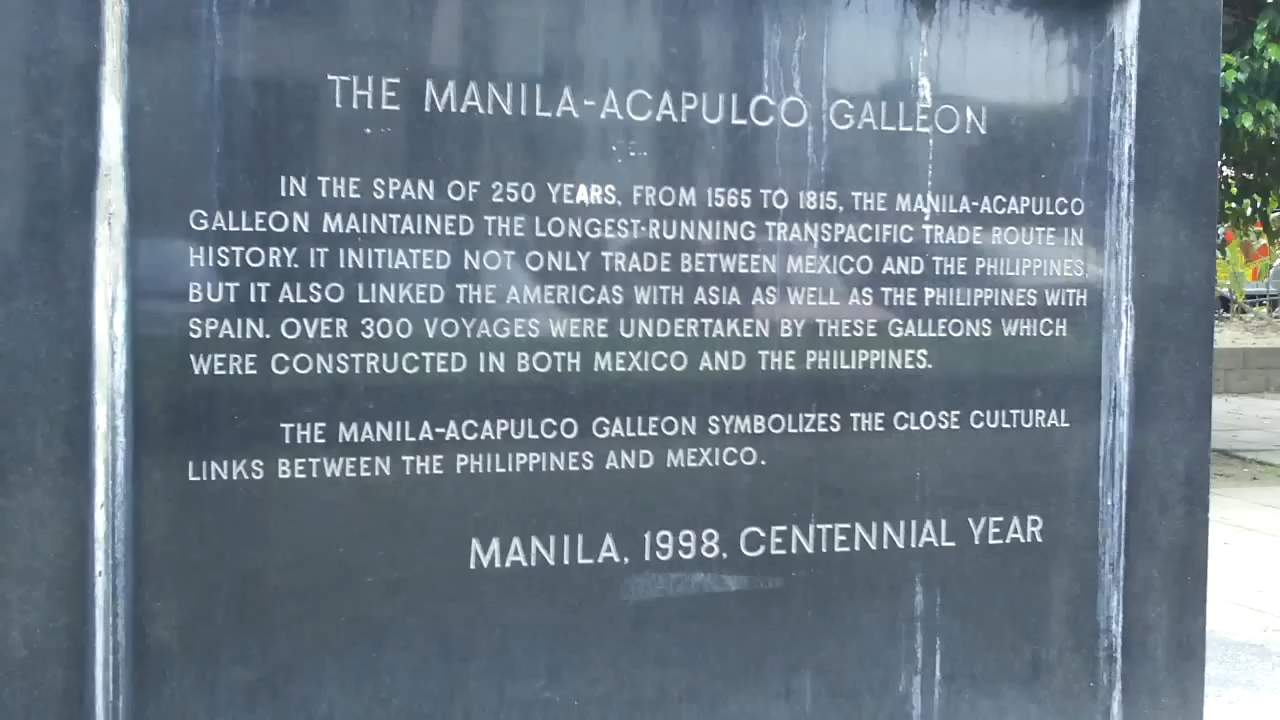 THE MANILA-ACAPULCO GALLEON
IN THE SPAN OF 250 YEARS, FROM 1565 TO 1815, THE MANILA-ACAPULCO
GALLEON MAINTAINED THE LONGEST-RUNNING TRANSPACIFIC TRADE ROUTE IN
HISTORY. IT INITIATED NOT ONLY TRADE BETWEEN MEXICO AND THE PHILIPPINES,
BUT IT ALSO LINKED THE AMERICAS WITH ASIA AS WELL AS THE PHILIPPINES WITH
SPAIN. OVER 300 VOYAGES WERE UNDERTAKEN BY THESE GALLEONS WHICH
WERE CONSTRUCTED IN BOTH MEXICO AND THE PHILIPPINES.
THE MANILA-ACAPULCO GALLEON SYMBOLIZES THE CLOSE CULTURAL
LINKS BETWEEN THE PHILIPPINES AND MEXICO.
MANILA, 1998, CENTENNIAL YEAR